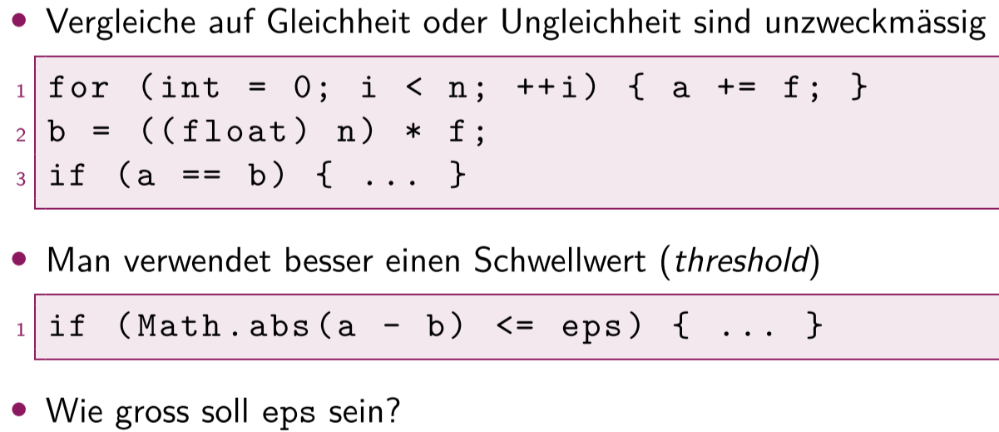 • Vergleiche auf Gleichheit oder Ungleichheit sind unzweckmässig
1 for (int = 0; i < n; ++i) { a += f; }
2 b = ((float) n) * f;
3 if (a == b) { ... }
• Man verwendet besser einen Schwellwert (threshold)
1 if (Math.abs(a - b) <= eps) { ... }
• Wie gross soll eps sein?